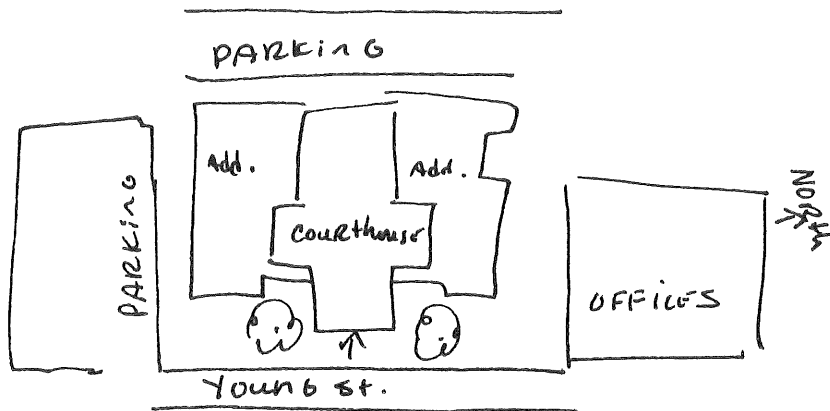 PARKING
Add.
Add.
PARKING
COURTHOUSE
NORTH
OFFICES
YOUNG St.